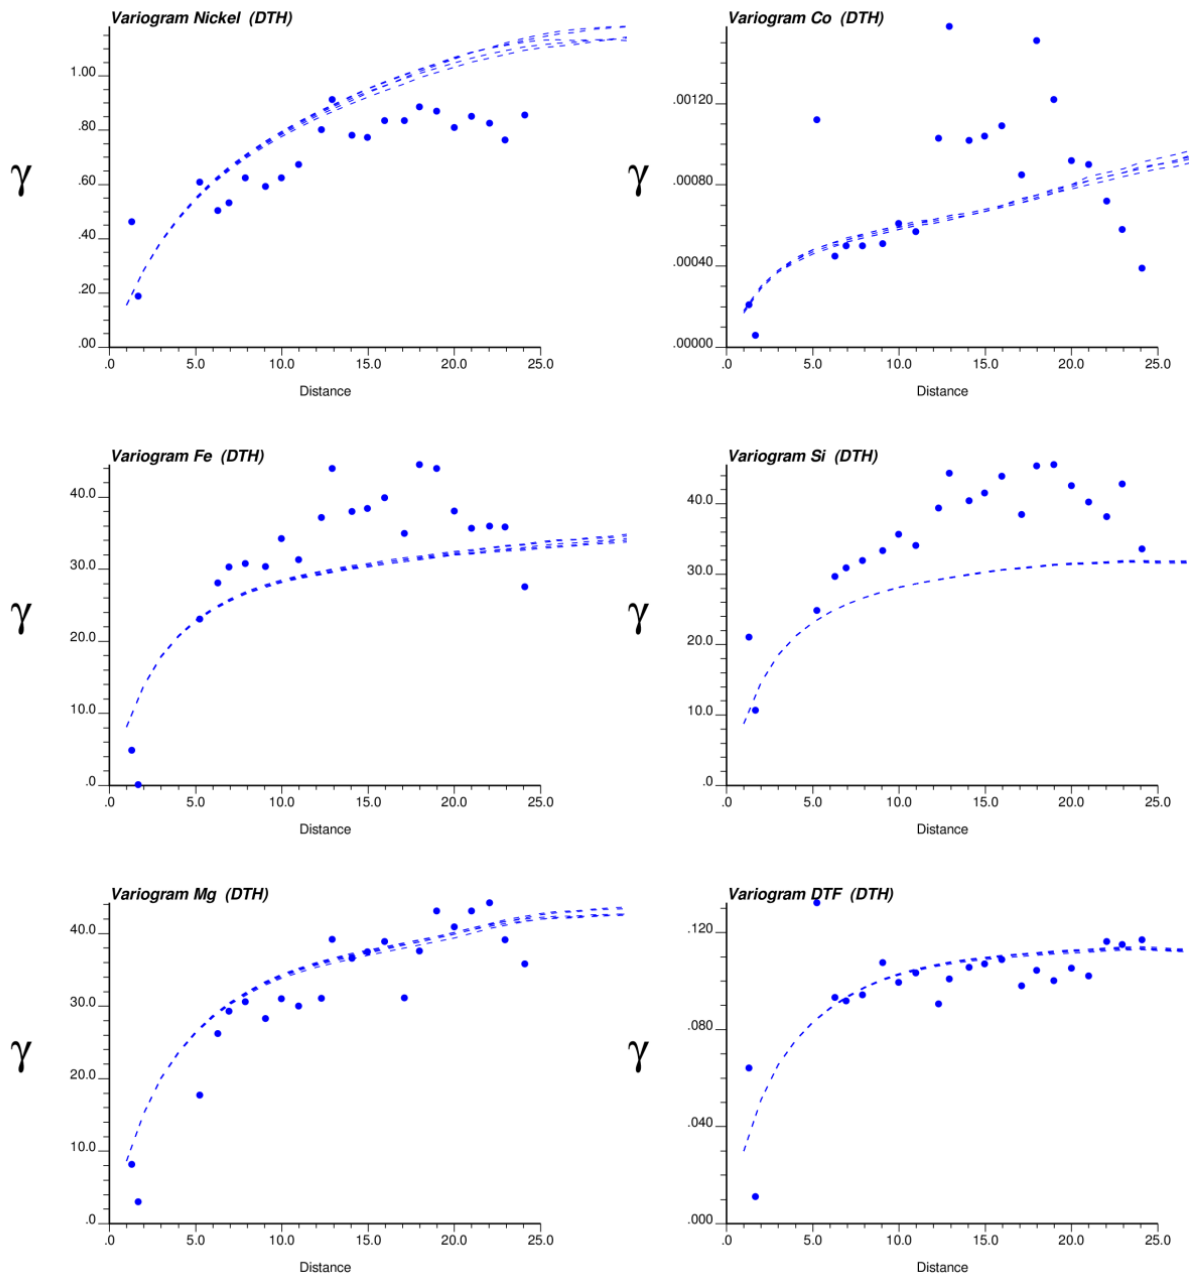 Variogram Nickel (DTH)
γ
1.00
.80
.60
.40
.20
.00
.0 5.0 10.0 15.0 20.0 25.0
Distance
Variogram Co (DTH)
γ
.00120
.00080
.00040
.00000
.0 5.0 10.0 15.0 20.0 25.0
Distance
Variogram Fe (DTH)
γ
40.0
30.0
20.0
10.0
.0
.0 5.0 10.0 15.0 20.0 25.0
Distance
Variogram Si (DTH)
γ
40.0
30.0
20.0
10.0
.0
.0 5.0 10.0 15.0 20.0 25.0
Distance
Variogram Mg (DTH)
γ
40.0
30.0
20.0
10.0
.0
.0 5.0 10.0 15.0 20.0 25.0
Distance
Variogram DTF (DTH)
γ
.120
.080
.040
.000
.0 5.0 10.0 15.0 20.0 25.0
Distance